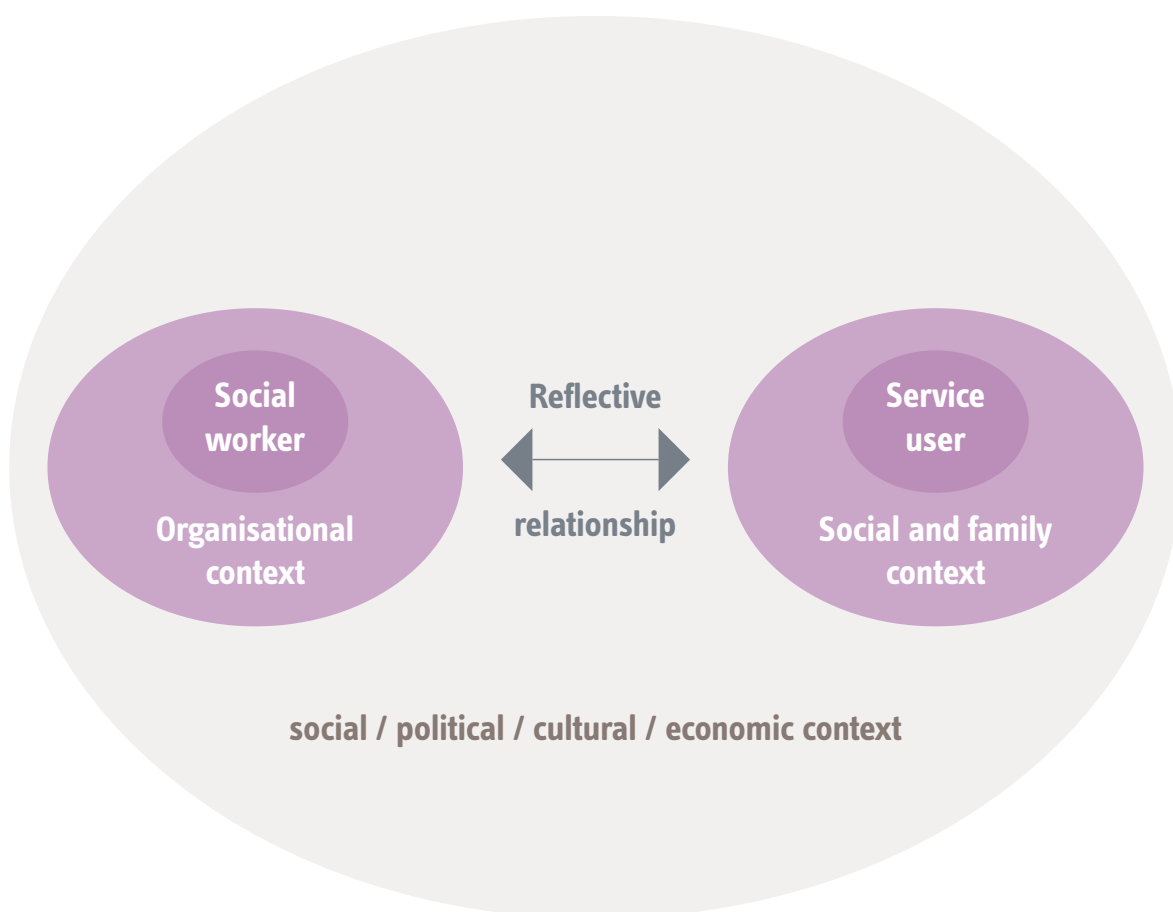 Social
worker
Organisational
context
Reflective
relationship
Service
user
Social and family
context
social / political / cultural / economic context